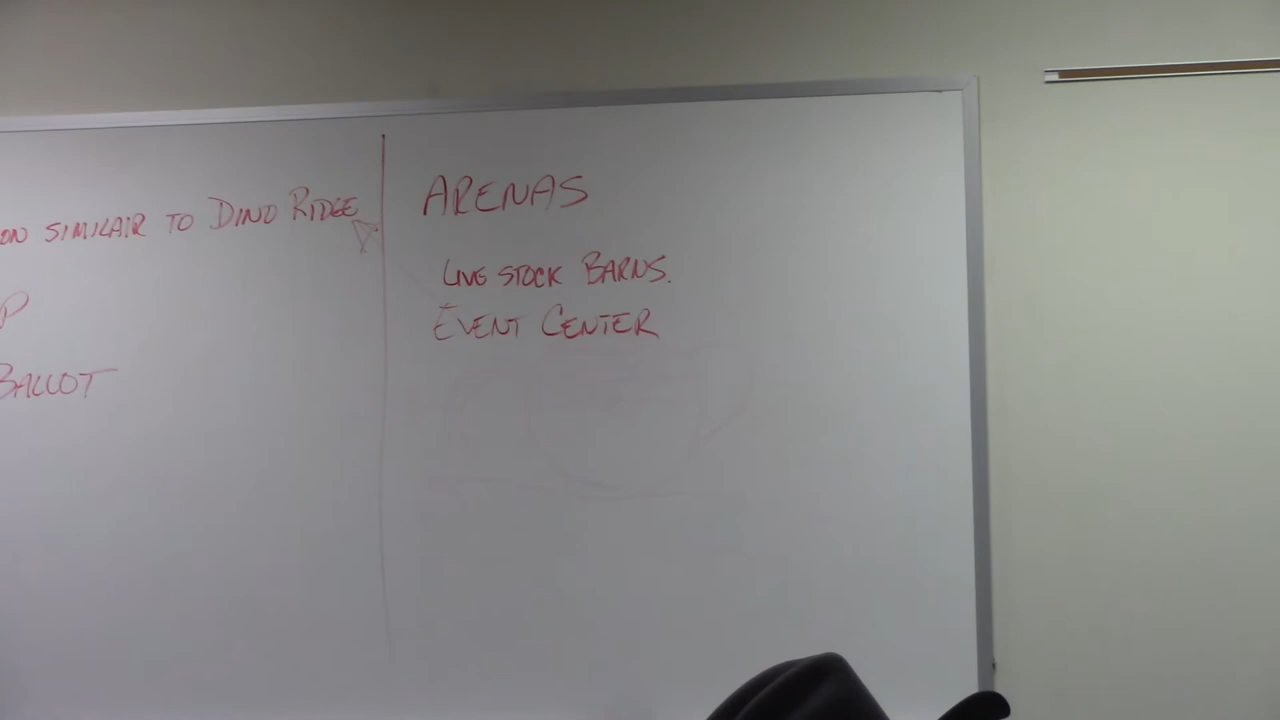 ON SIMILAIR TO DINO RIDGE
P
BALLOT
ARENAS
LIVE STOCK BARNS.
EVENT CENTER